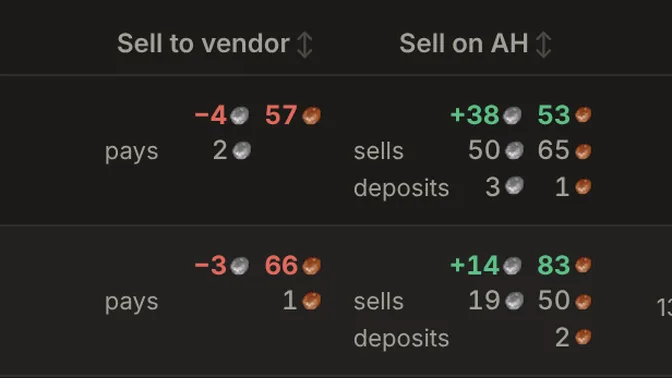 Sell to vendor Sell on AH
−4 57 +38 53
pays 2 sells 50 65
deposits 3 1
−3 66 +14 83
pays 1 sells 19 50
deposits 2